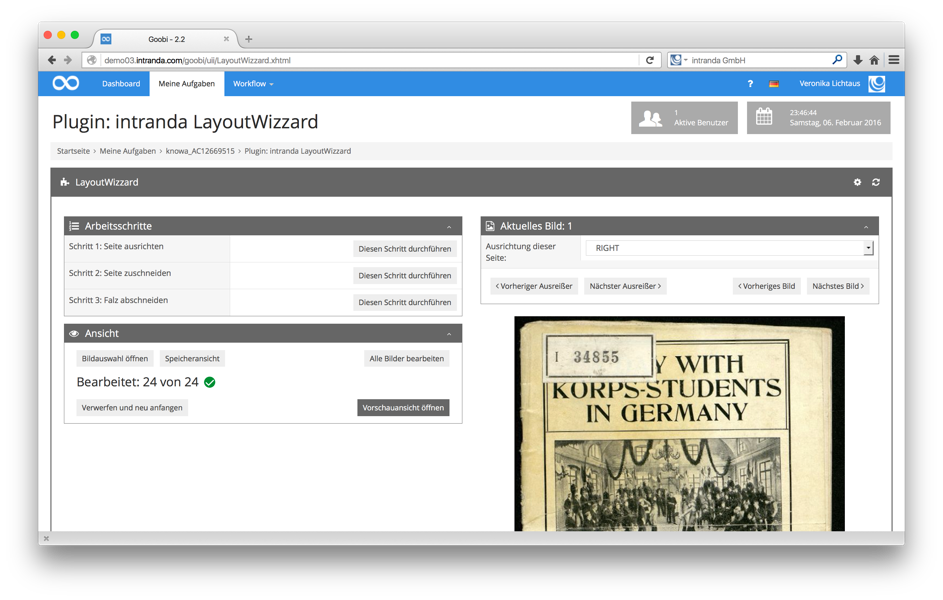 Goobi - 2.2
demo03.intranda.com/goobi/uii/LayoutWizzard.xhtml
intranda GmbH
Dashboard
Meine Aufgaben
Workflow
?
Veronika Lichtaus
Plugin: intranda LayoutWizzard
1
Aktive Benutzer
23:46:44
Samstag, 06. Februar 2016
Startseite › Meine Aufgaben › knowa_AC12669515 › Plugin: intranda LayoutWizzard
LayoutWizzard
Arbeitsschritte
Schritt 1: Seite ausrichten
Diesen Schritt durchführen
Schritt 2: Seite zuschneiden
Diesen Schritt durchführen
Schritt 3: Falz abschneiden
Diesen Schritt durchführen
Ansicht
Bildauswahl öffnen
Speicheransicht
Alle Bilder bearbeiten
Bearbeitet: 24 von 24
Verwerfen und neu anfangen
Vorschauansicht öffnen
Aktuelles Bild: 1
Ausrichtung dieser
Seite:
RIGHT
‹ Vorheriger Ausreißer
Nächster Ausreißer ›
‹ Vorheriges Bild
Nächstes Bild ›
I 34855
Y WITH
KORPS-STUDENTS
IN GERMANY